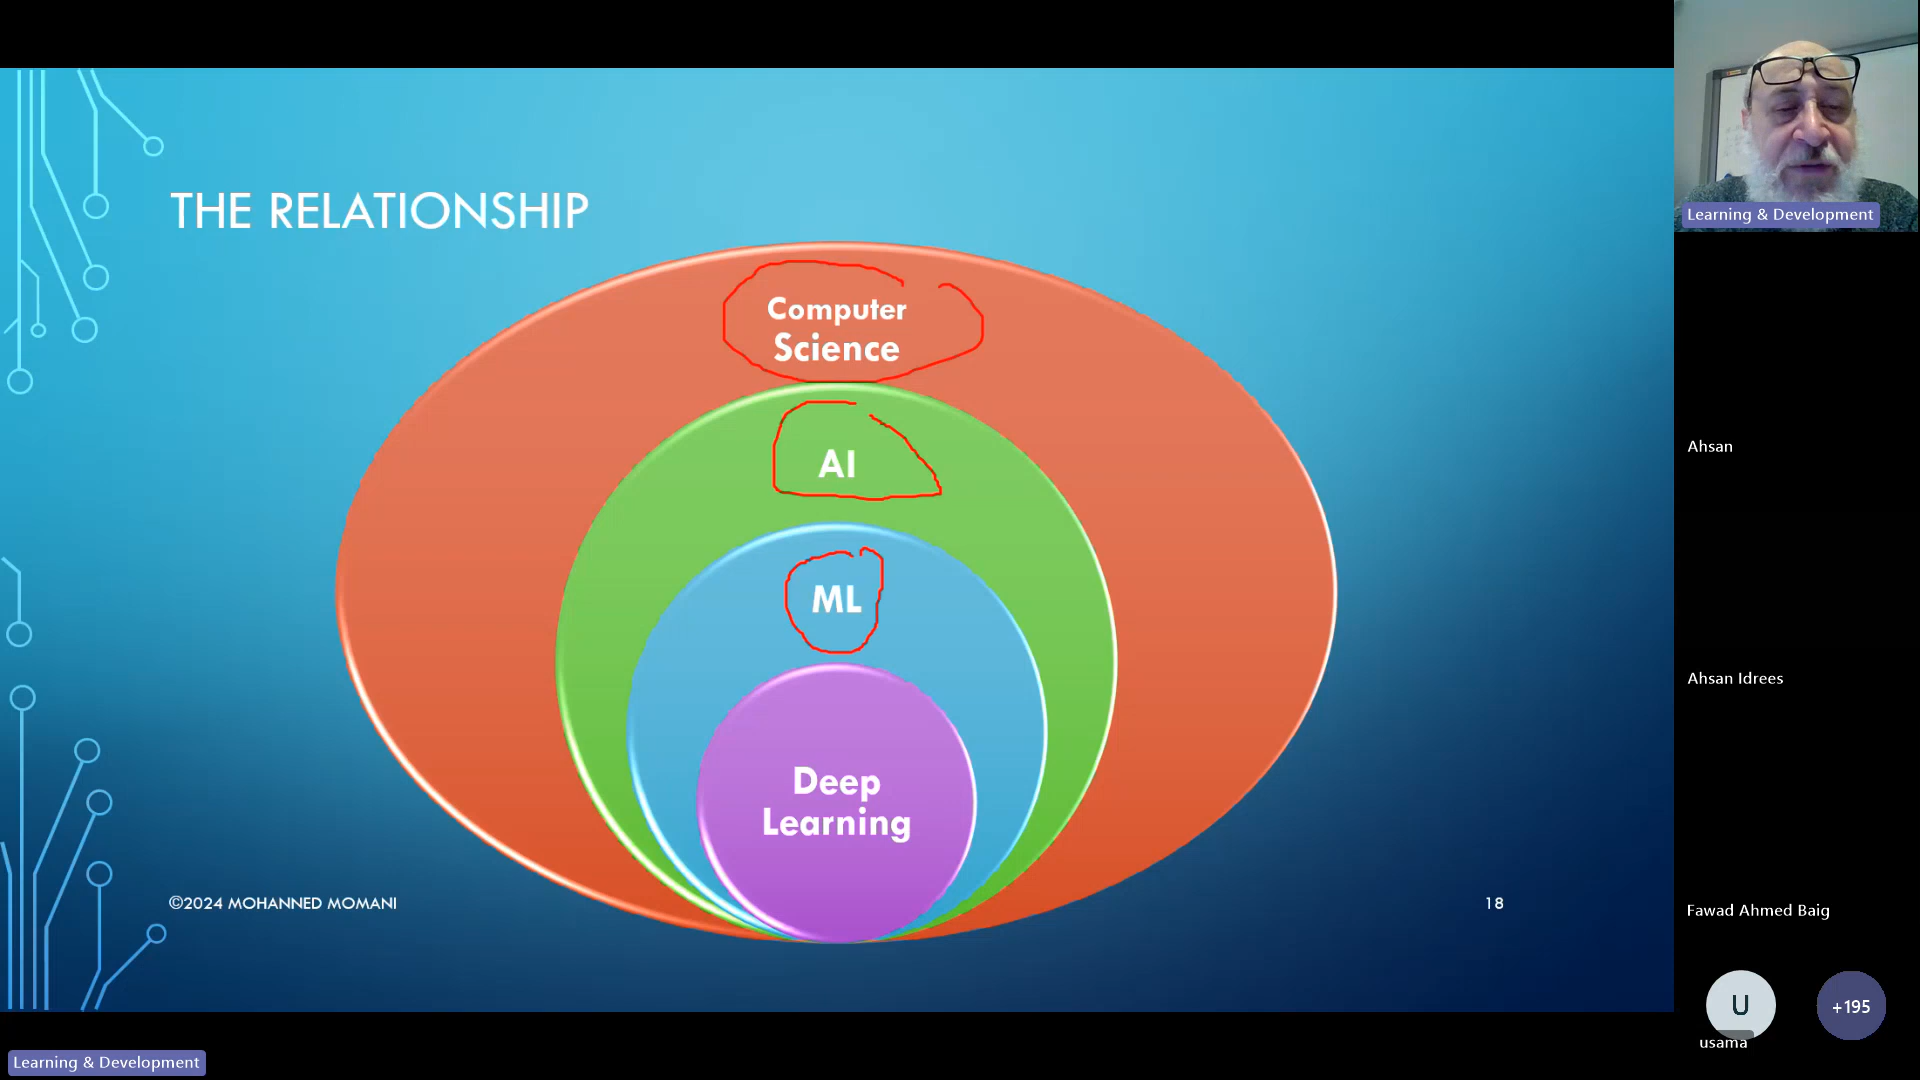 THE RELATIONSHIP
Computer
Science
AI
ML
Deep
Learning
©2024 MOHANNED MOMANI
18
Learning & Development
Ahsan
Ahsan Idrees
Fawad Ahmed Baig
U
+195
usama
Learning & Development